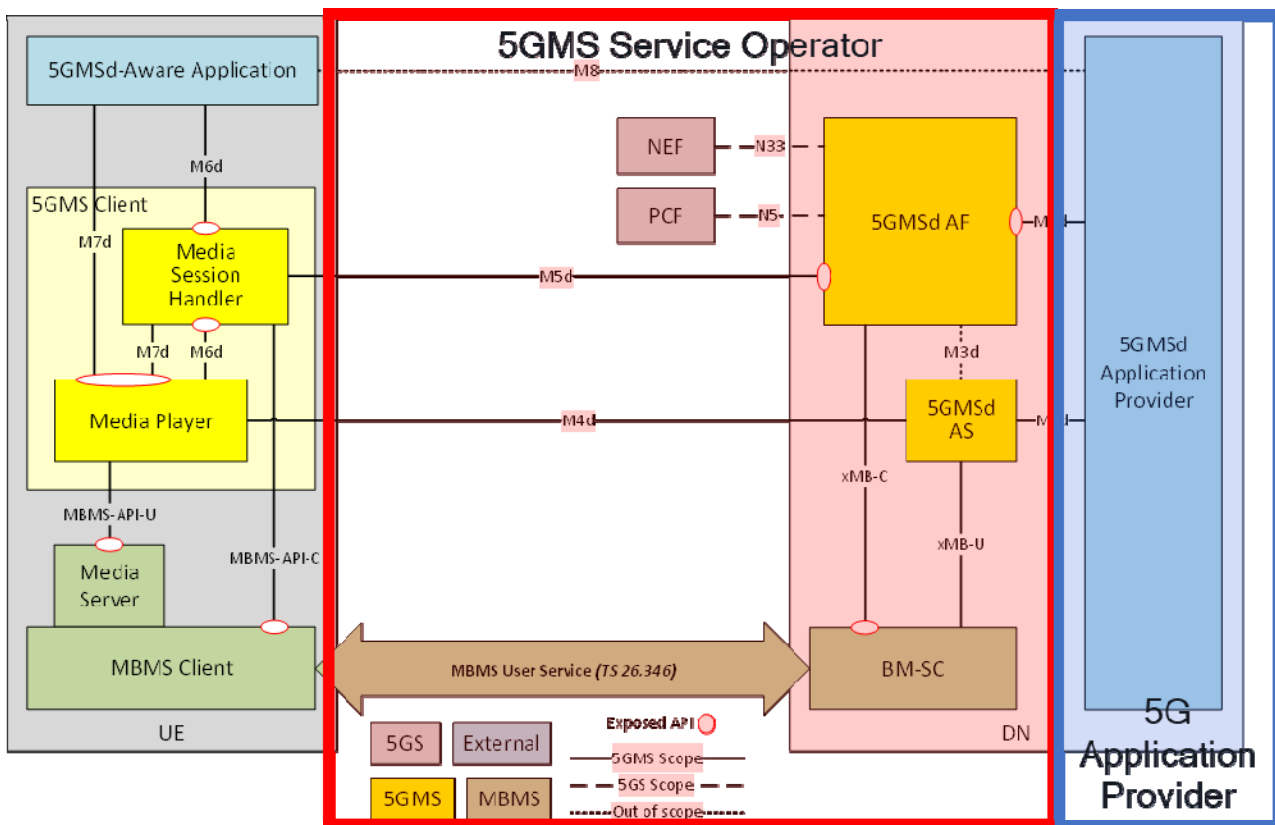 5GMS Service Operator
5GMSd-Aware Application
M8
NEF
N33
M6d
5GMS Client
PCF
N5
5GMSd AF
M7d
Media
Session
Handler
M5d
M7d
M6d
M3d
5GMSd
Application
Provider
Media Player
M4d
5GMSd
AS
xMB-C
MBMS-API-U
xMB-U
MBMS-API-C
Media
Server
MBMS Client
MBMS User Service (TS 26.346)
BM-SC
UE
5GS
External
Exposed API
DN
5GMS Scope
5GS Scope
5GMS
MBMS
Out of scope
5G
Application
Provider